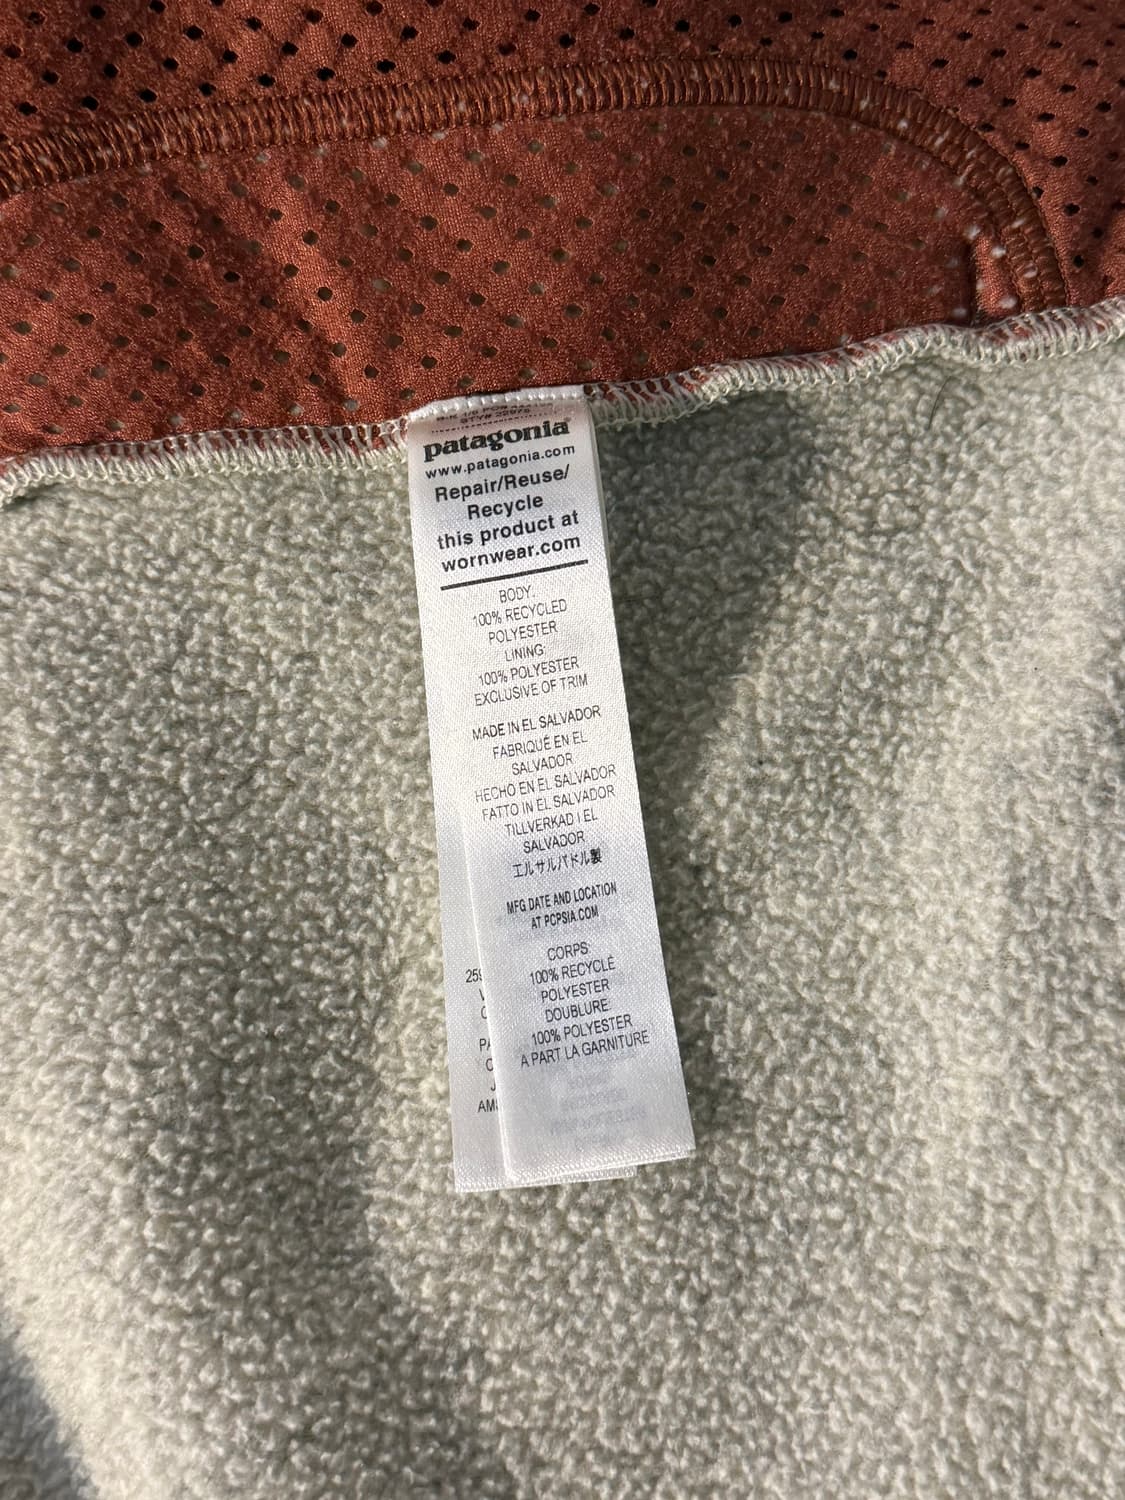 patagonia®
www.patagonia.com
Repair/Reuse/
Recycle
this product at
wornwear.com
BODY:
100% RECYCLED
POLYESTER
LINING:
100% POLYESTER
EXCLUSIVE OF TRIM
MADE IN EL SALVADOR
FABRIQUÉ EN EL
SALVADOR
HECHO EN EL SALVADOR
FATTO IN EL SALVADOR
TILLVERKAD I EL
SALVADOR
エルサルバドル製
MFG DATE AND LOCATION
AT PCPSIA.COM
CORPS:
100% RECYCLÉ
POLYESTER
DOUBLURE:
100% POLYESTER
A PART LA GARNITURE